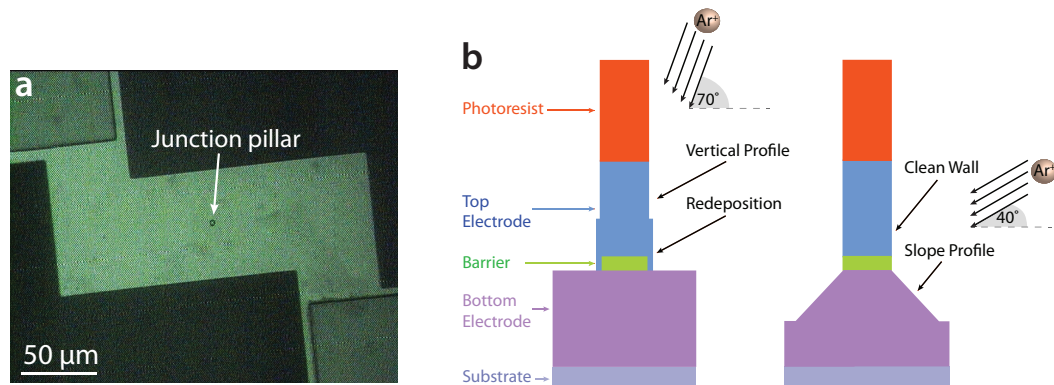 a
Junction pillar
50 µm
b
Ar⁺
70°
Photoresist
Vertical Profile
Redeposition
Top
Electrode
Barrier
Bottom
Electrode
Substrate
Clean Wall
Ar⁺
40°
Slope Profile